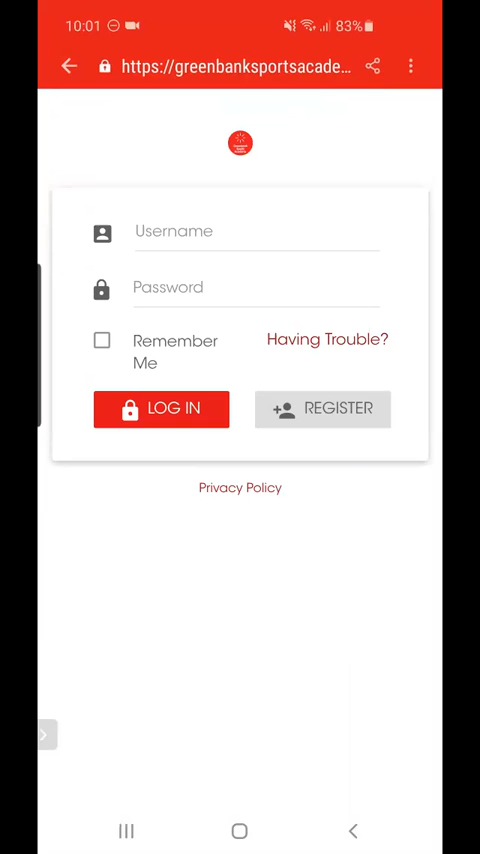 10:01 83%
https://greenbanksportsacade...
Username
Password
Remember Me
Having Trouble?
LOG IN
REGISTER
Privacy Policy